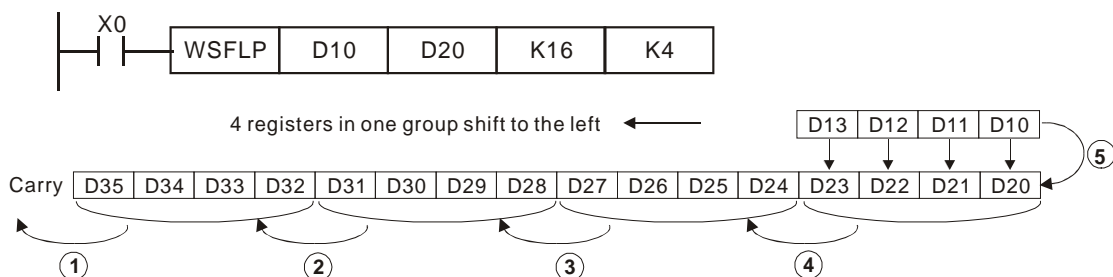 X0
WSFLP D10 D20 K16 K4
4 registers in one group shift to the left
D13 D12 D11 D10
5
Carry D35 D34 D33 D32 D31 D30 D29 D28 D27 D26 D25 D24 D23 D22 D21 D20
1 2 3 4